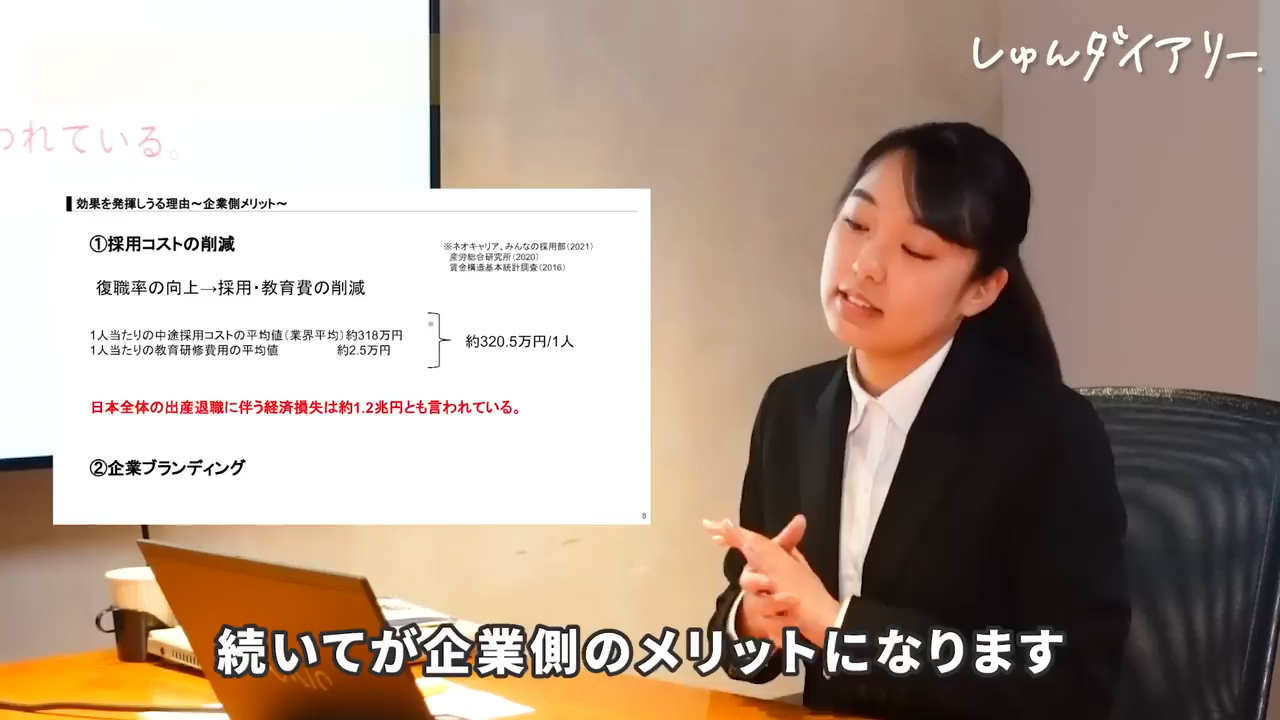 しゅんダイアリー.
われている。
効果を発揮しうる理由~企業側メリット~
①採用コストの削減
※ネオキャリア、みんなの採用部(2021)
産労総合研究所(2020)
賃金構造基本統計調査(2016)
復職率の向上→採用・教育費の削減
1人当たりの中途採用コストの平均値(業界平均)約318万円
※
1人当たりの教育研修費用の平均値 約2.5万円
約320.5万円/1人
日本全体の出産退職に伴う経済損失は約1.2兆円とも言われている。
②企業ブランディング
8
続いてが企業側のメリットになります